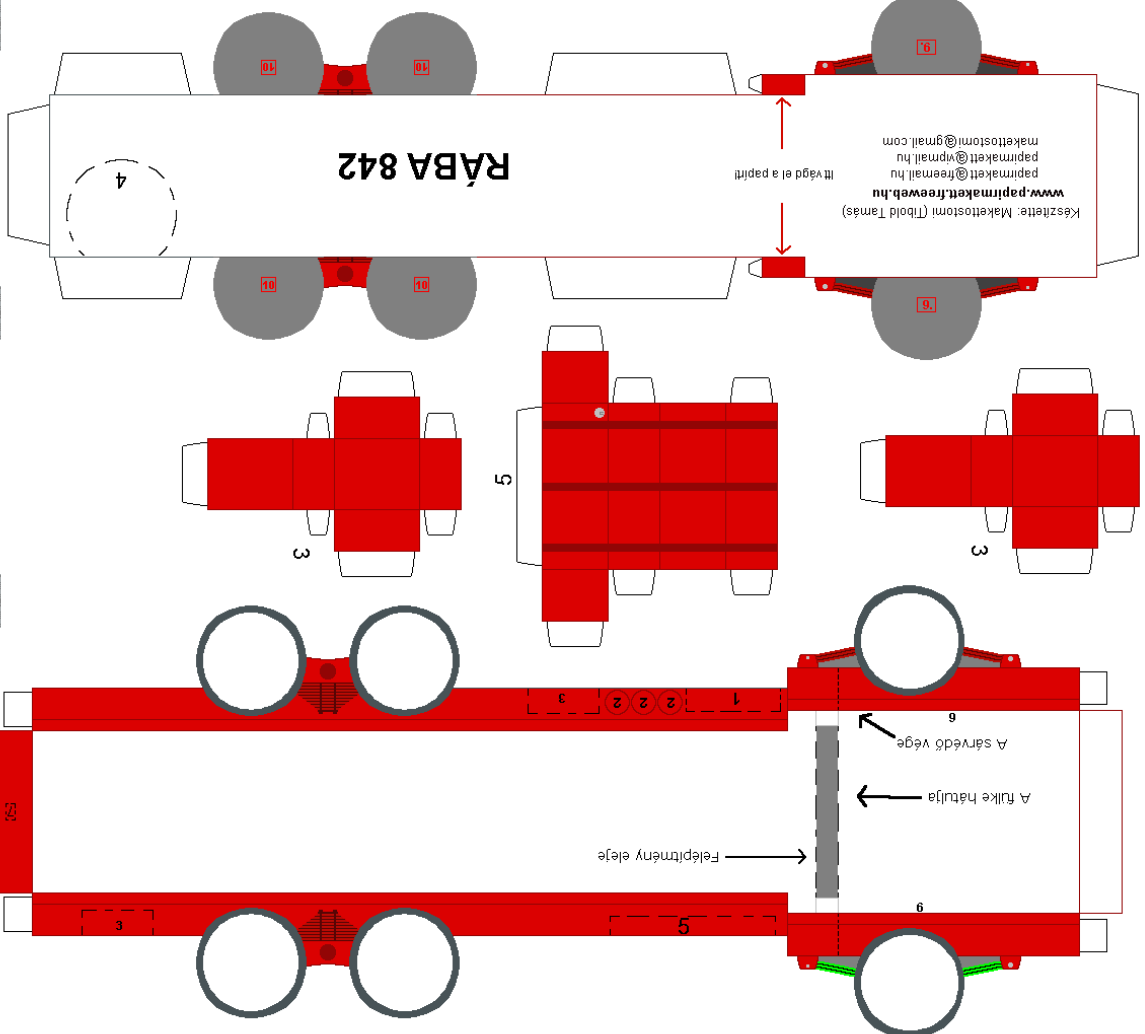 10
10
9.
4
RÁBA 842
Itt vágd el a papírt!
Készítette: Makettostomi (Tibold Tamás)
www.papirmakett.freeweb.hu
papirmakett@freemail.hu
papirmakett@vipmail.hu
makettostomi@gmail.com
10
10
9.
3
5
3
3
2
2
2
1
6
A sárvédő vége
A fülke hátulja
Felépítmény eleje
6
3
5